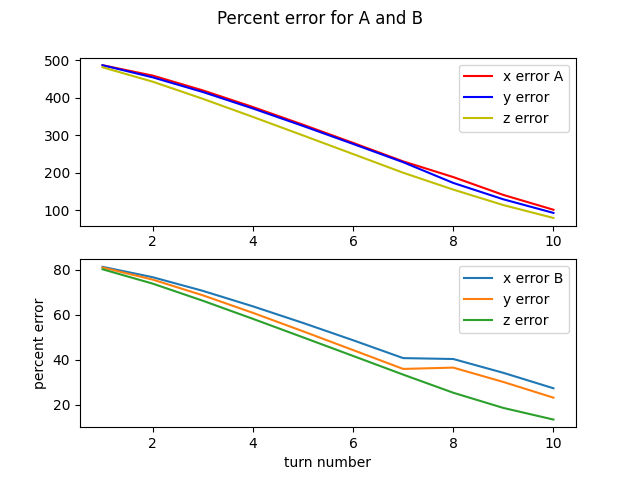 Percent error for A and B
500
400
300
200
100
x error A
y error
z error
2 4 6 8 10
80
60
40
20
percent error
x error B
y error
z error
2 4 6 8 10
turn number